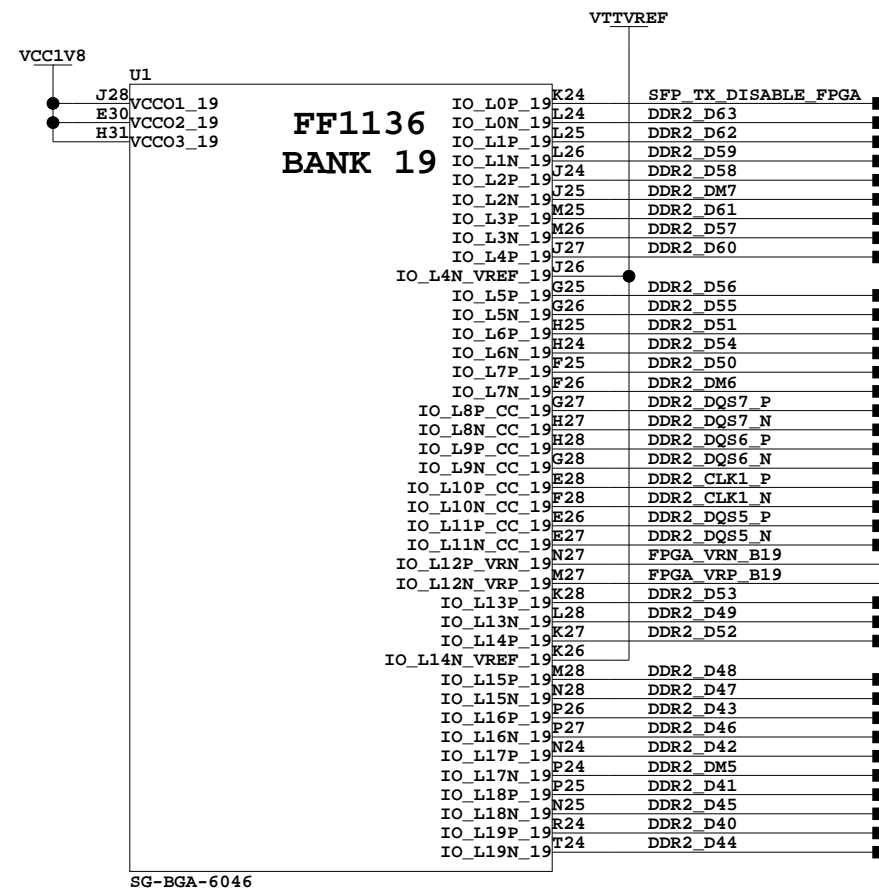 VTTVREF
VCC1V8
U1
FF1136
BANK 19
J28 VCCO1_19
E30 VCCO2_19
H31 VCCO3_19
IO_L0P_19 K24 SFP_TX_DISABLE_FPGA
IO_L0N_19 L24 DDR2_D63
IO_L1P_19 L25 DDR2_D62
IO_L1N_19 L26 DDR2_D59
IO_L2P_19 J24 DDR2_D58
IO_L2N_19 J25 DDR2_DM7
IO_L3P_19 M25 DDR2_D61
IO_L3N_19 M26 DDR2_D57
IO_L4P_19 J27 DDR2_D60
IO_L4N_VREF_19 J26
IO_L5P_19 G25 DDR2_D56
IO_L5N_19 G26 DDR2_D55
IO_L6P_19 H25 DDR2_D51
IO_L6N_19 H24 DDR2_D54
IO_L7P_19 F25 DDR2_D50
IO_L7N_19 F26 DDR2_DM6
IO_L8P_CC_19 G27 DDR2_DQS7_P
IO_L8N_CC_19 H27 DDR2_DQS7_N
IO_L9P_CC_19 H28 DDR2_DQS6_P
IO_L9N_CC_19 G28 DDR2_DQS6_N
IO_L10P_CC_19 E28 DDR2_CLK1_P
IO_L10N_CC_19 F28 DDR2_CLK1_N
IO_L11P_CC_19 E26 DDR2_DQS5_P
IO_L11N_CC_19 E27 DDR2_DQS5_N
IO_L12P_VRN_19 N27 FPGA_VRN_B19
IO_L12N_VRP_19 M27 FPGA_VRP_B19
IO_L13P_19 K28 DDR2_D53
IO_L13N_19 L28 DDR2_D49
IO_L14P_19 K27 DDR2_D52
IO_L14N_VREF_19 K26
IO_L15P_19 M28 DDR2_D48
IO_L15N_19 N28 DDR2_D47
IO_L16P_19 P26 DDR2_D43
IO_L16N_19 P27 DDR2_D46
IO_L17P_19 N24 DDR2_D42
IO_L17N_19 P24 DDR2_DM5
IO_L18P_19 P25 DDR2_D41
IO_L18N_19 N25 DDR2_D45
IO_L19P_19 R24 DDR2_D40
IO_L19N_19 T24 DDR2_D44
SG-BGA-6046